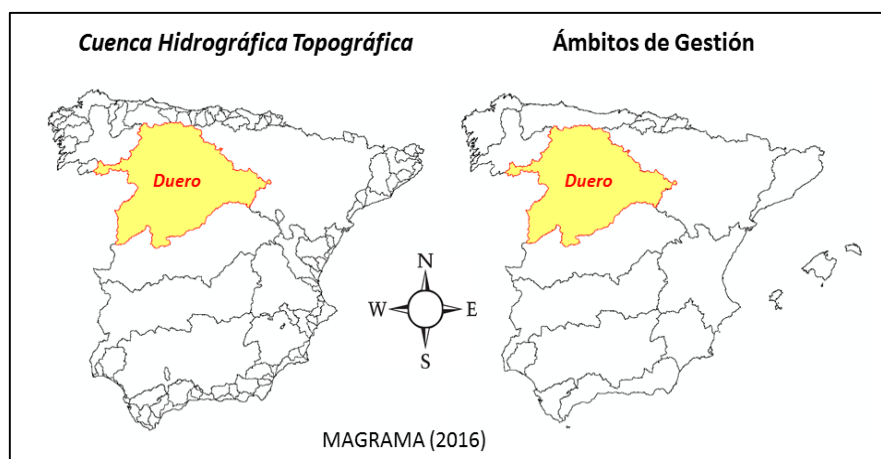 Cuenca Hidrográfica Topográfica
Ámbitos de Gestión
Duero
Duero
N
W E
S
MAGRAMA (2016)